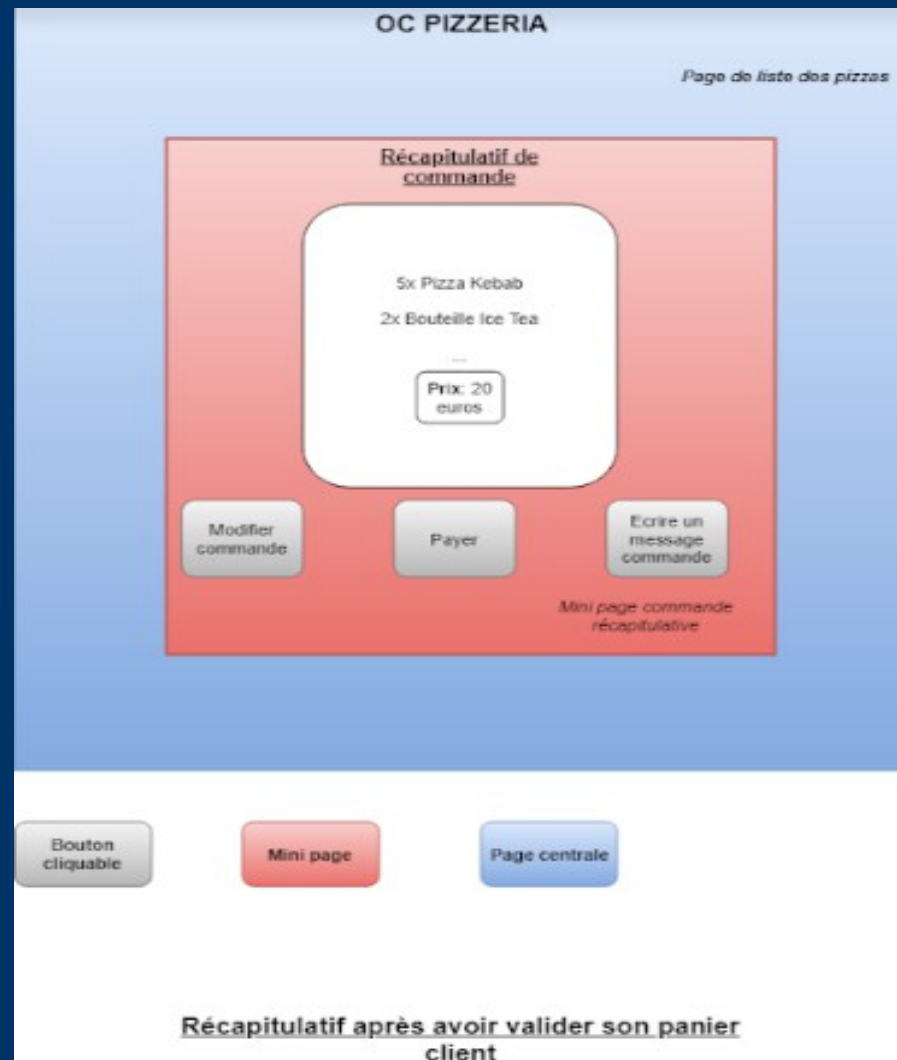 OC PIZZERIA
Page de liste des pizzas
Récapitulatif de
commande
5x Pizza Kebab
2x Bouteille Ice Tea
...
Prix: 20
euros
Modifier
commande
Payer
Ecrire un
message
commande
Mini page commande
récapitulative
Bouton
cliquable
Mini page
Page centrale
Récapitulatif après avoir valider son panier
client